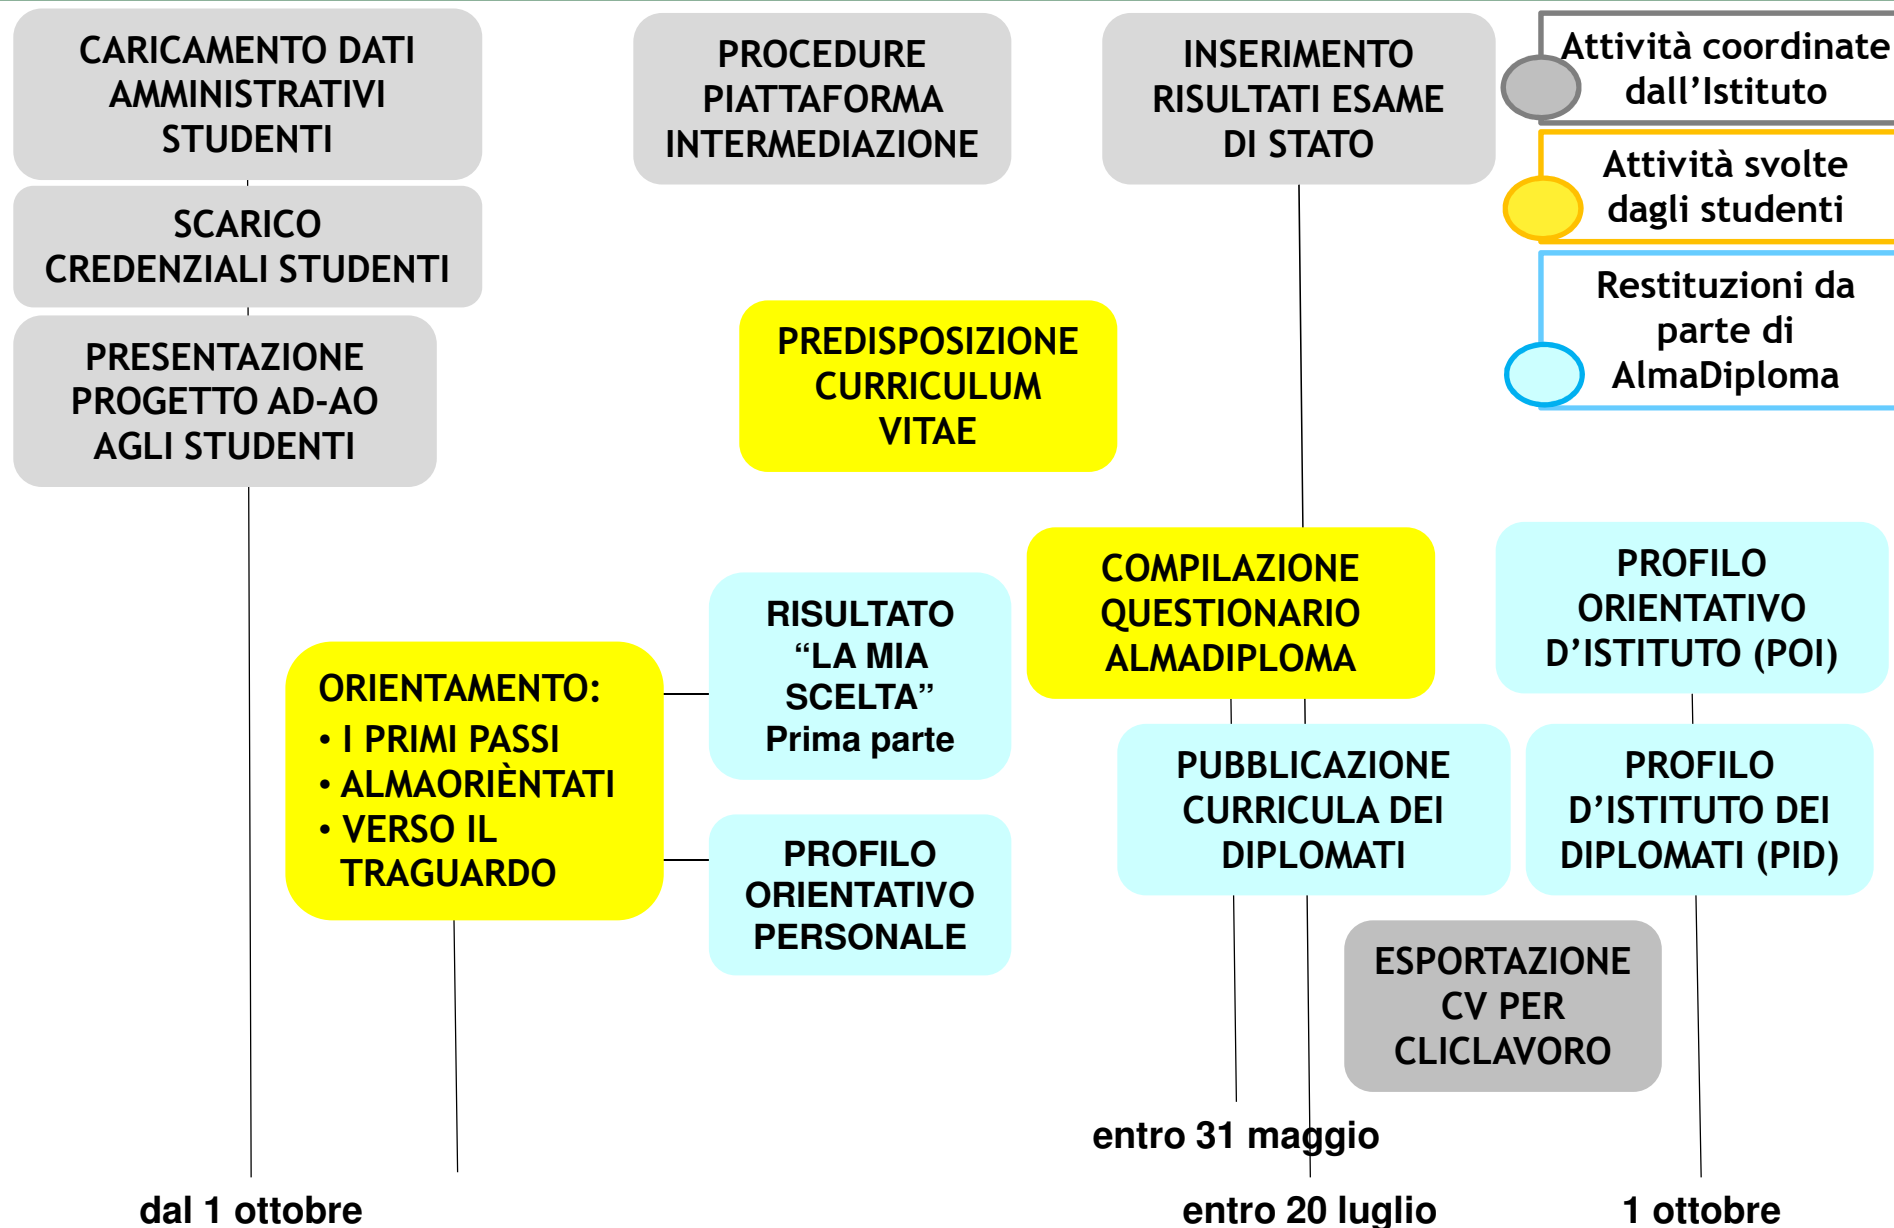 CARICAMENTO DATI
AMMINISTRATIVI
STUDENTI
SCARICO
CREDENZIALI STUDENTI
PRESENTAZIONE
PROGETTO AD-AO
AGLI STUDENTI
PROCEDURE
PIATTAFORMA
INTERMEDIAZIONE
INSERIMENTO
RISULTATI ESAME
DI STATO
Attività coordinate
dall’Istituto
Attività svolte
dagli studenti
Restituzioni da
parte di
AlmaDiploma
PREDISPOSIZIONE
CURRICULUM
VITAE
ORIENTAMENTO:
• I PRIMI PASSI
• ALMAORIÈNTATI
• VERSO IL
TRAGUARDO
RISULTATO
“LA MIA
SCELTA”
Prima parte
PROFILO
ORIENTATIVO
PERSONALE
COMPILAZIONE
QUESTIONARIO
ALMADIPLOMA
PUBBLICAZIONE
CURRICULA DEI
DIPLOMATI
PROFILO
ORIENTATIVO
D’ISTITUTO (POI)
PROFILO
D’ISTITUTO DEI
DIPLOMATI (PID)
ESPORTAZIONE
CV PER
CLICLAVORO
entro 31 maggio
dal 1 ottobre
entro 20 luglio
1 ottobre